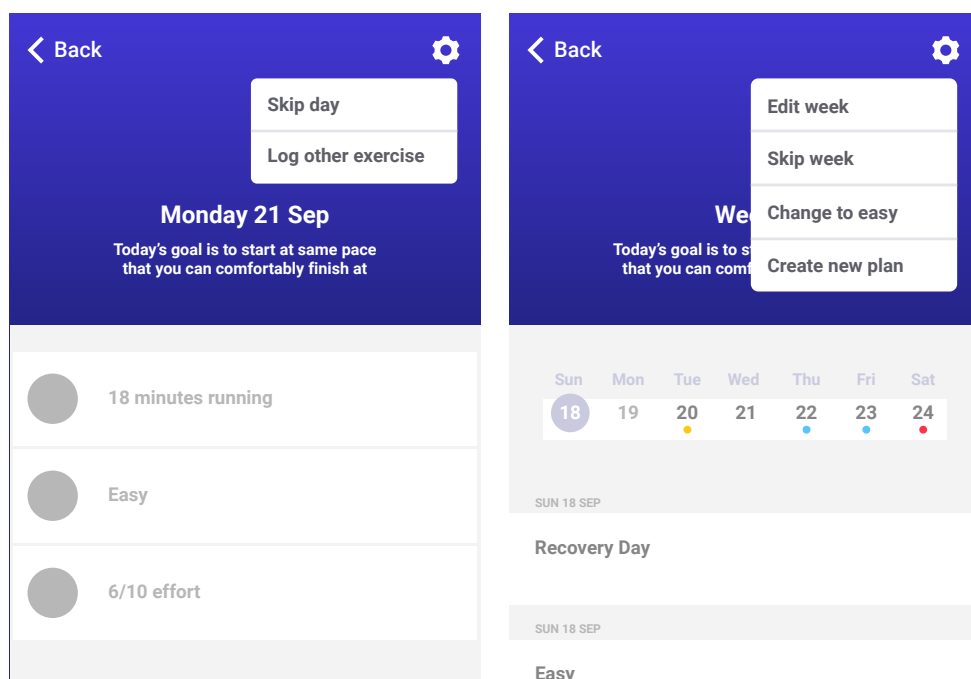 Back
Skip day
Log other exercise
Monday 21 Sep
Today's goal is to start at same pace
that you can comfortably finish at
18 minutes running
Easy
6/10 effort
Back
Edit week
Skip week
Change to easy
Create new plan
Today's goal is to
that you can
Sun Mon Tue Wed Thu Fri Sat
18 19 20 21 22 23 24
SUN 18 SEP
Recovery Day
SUN 18 SEP
Easy